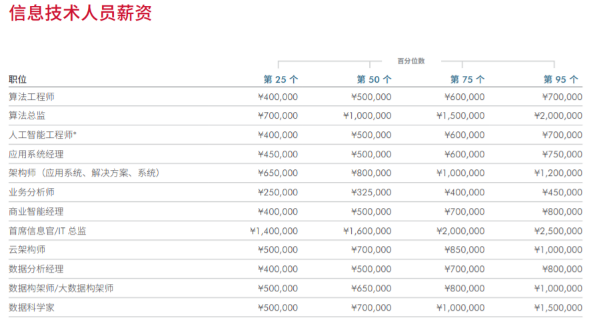 信息技术人员薪资
百分位数
职位 第 25 个 第 50 个 第 75 个 第 95 个
算法工程师 ¥400,000 ¥500,000 ¥600,000 ¥700,000
算法总监 ¥700,000 ¥1,000,000 ¥1,500,000 ¥2,000,000
人工智能工程师* ¥400,000 ¥500,000 ¥600,000 ¥700,000
应用系统经理 ¥450,000 ¥500,000 ¥600,000 ¥750,000
架构师（应用系统、解决方案、系统） ¥650,000 ¥800,000 ¥1,000,000 ¥1,200,000
业务分析师 ¥250,000 ¥325,000 ¥400,000 ¥450,000
商业智能经理 ¥400,000 ¥500,000 ¥700,000 ¥800,000
首席信息官/IT 总监 ¥1,400,000 ¥1,600,000 ¥2,000,000 ¥2,500,000
云架构师 ¥500,000 ¥700,000 ¥850,000 ¥1,000,000
数据分析经理 ¥400,000 ¥500,000 ¥700,000 ¥800,000
数据构架师/大数据构架师 ¥500,000 ¥650,000 ¥800,000 ¥1,000,000
数据科学家 ¥500,000 ¥700,000 ¥1,000,000 ¥1,500,000